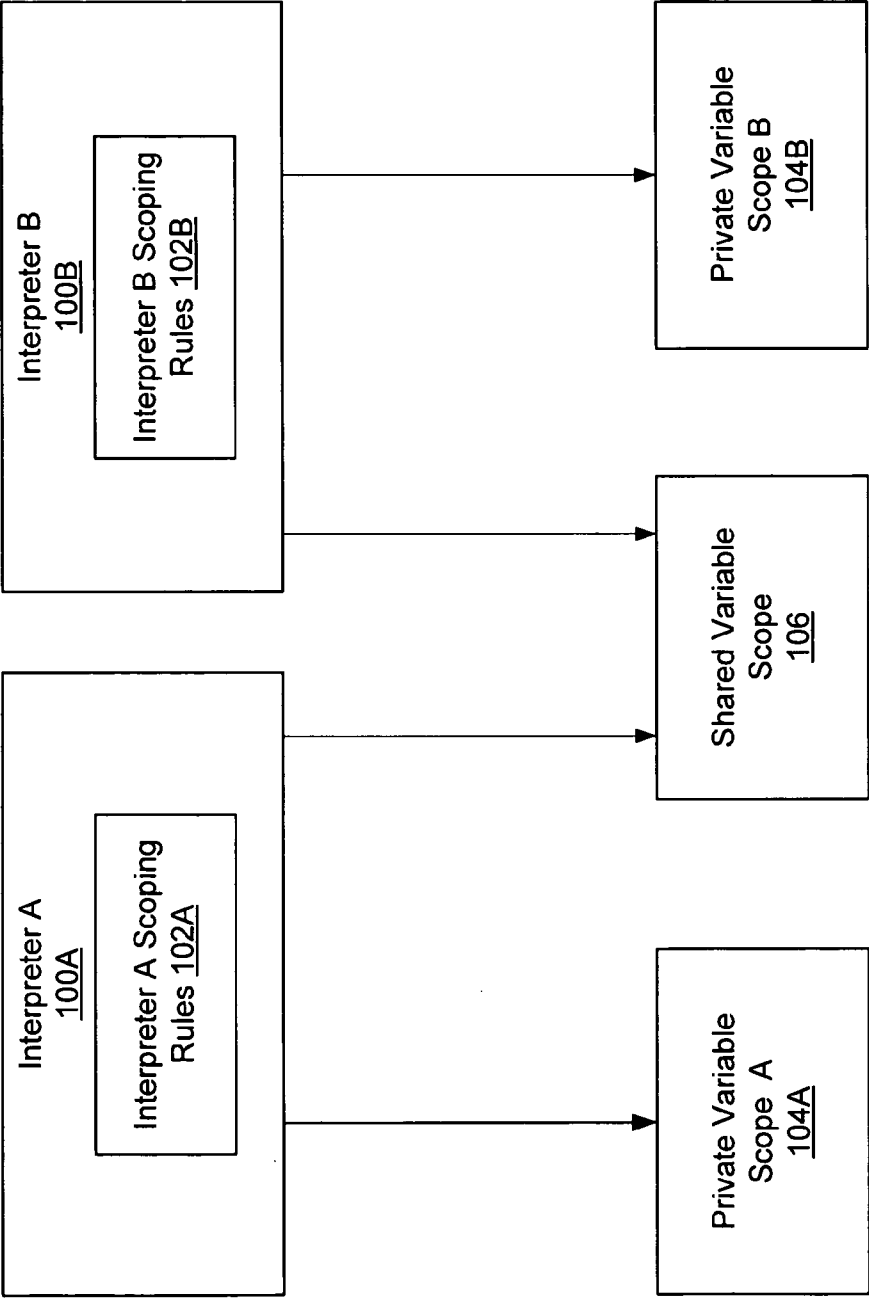 Interpreter A
100A
Interpreter A Scoping
Rules 102A
Interpreter B
100B
Interpreter B Scoping
Rules 102B
Private Variable
Scope A
104A
Shared Variable
Scope
106
Private Variable
Scope B
104B